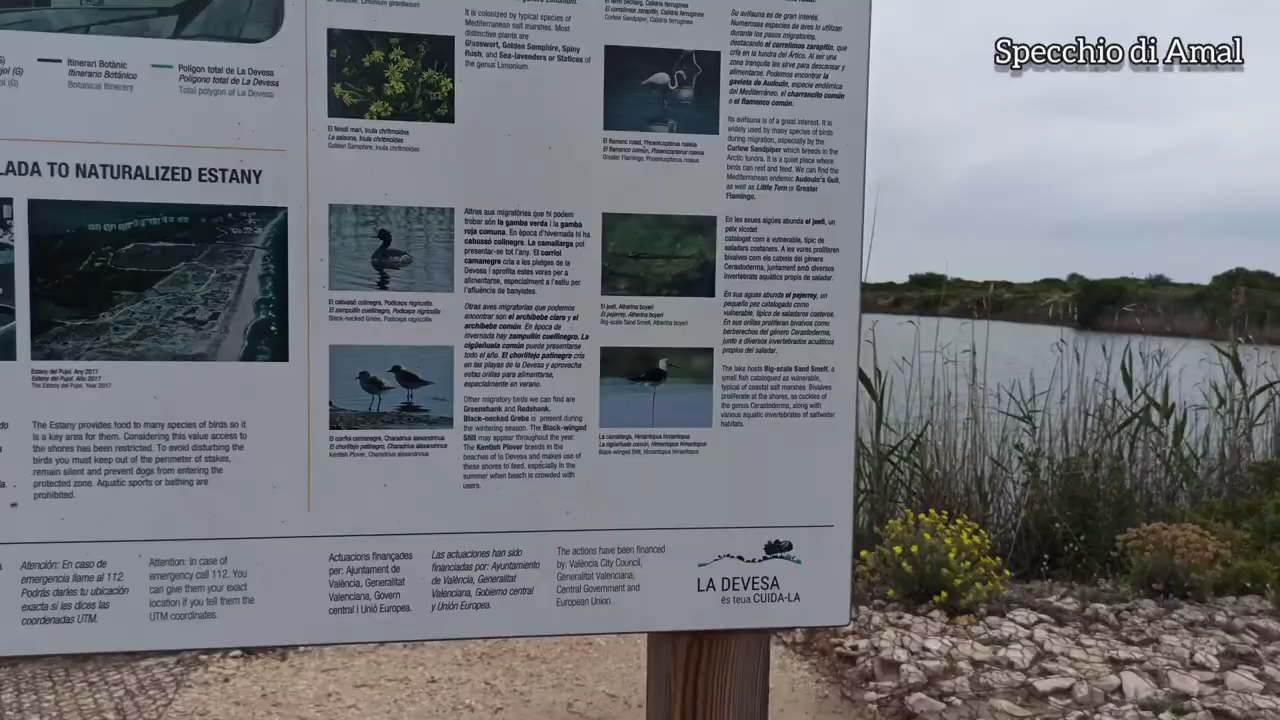 Specchio di Amal
Itinerari Botànic
Itinerario Botánico
Botanical Itinerary
Polígon total de La Devesa
Polígono total de La Devesa
Total polygon of La Devesa
LADA TO NATURALIZED ESTANY
Estany del Pujol. Any 2017
Estany del Pujol. Año 2017
The Estany del Pujol. Year 2017
The Estany provides food to many species of birds so it
is a key area for them. Considering this value access to
the shores has been restricted. To avoid disturbing the
birds you must keep out of the perimeter of stakes,
remain silent and prevent dogs from entering the
protected zone. Aquatic sports or bathing are
prohibited.
El fenoll marí, Inula chritmoides
La salsona, Inula chritmoides
Golden Samphire, Inula chritmoides
It is colonized by typical species of
Mediterranean salt marshes. Most
distinctive plants are
Glasswort, Golden Samphire, Spiny
Rush, and Sea-lavenders or Statices of
the genus Limonium.
El cabussó collnegre, Podiceps nigricollis
El zampullín cuellinegro, Podiceps nigricollis
Black-necked Grebe, Podiceps nigricollis
El corriol camanegre, Charadrius alexandrinus
El chorlitejo patinegro, Charadrius alexandrinus
Kentish Plover, Charadrius alexandrinus
Altres aus migratòries que hi podem
trobar són la gamba verda i la gamba
roja comuna. En època d'hivernada hi ha
cabussó collnegre. La camallarga pot
presentar-se tot l'any. El corriol
camanegre cria a les platges de la
Devesa i aprofita estes vores per a
alimentar-se, especialment a l'estiu per
l'afluència de banyistes.
Otras aves migratorias que podemos
encontrar son el archibebe claro y el
archibebe común. En época de
invernada hay zampullín cuellinegro. La
cigüeñuela común puede presentarse
todo el año. El chorlitejo patinegro cría
en las playas de la Devesa y aprovecha
estas orillas para alimentarse,
especialmente en verano.
Other migratory birds we can find are
Greenshank and Redshank.
Black-necked Grebe is present during
the wintering season. The Black-winged
Still may appear throughout the year.
The Kentish Plover breeds in the
beaches of la Devesa and makes use of
these shores to feed, especially in the
summer when beach is crowded with
users.
Curlew Sandpiper, Calidris ferruginea
El flamenc rosat, Phoenicopterus roseus
El flamenco común, Phoenicopterus roseus
Greater Flamingo, Phoenicopterus roseus
Su avifauna es de gran interés.
Numerosas especies de aves lo utilizan
durante los pasos migratorios,
destacando el correlimos zarapitín, que
cría en la tundra del Ártico. Al ser una
zona tranquila les sirve para descansar y
alimentarse. Podemos encontrar la
gaviota de Audouin, especie endémica
del Mediterráneo, el charrancito común
o el flamenco común.
Its avifauna is of a great interest. It is
widely used by many species of birds
during migration, especially by the
Curlew Sandpiper which breeds in the
Arctic tundra. It is a quiet place where
birds can rest and feed. We can find the
Mediterranean endemic Audouin's Gull,
as well as Little Tern or Greater
Flamingo.
El joell, Atherina boyeri
El pejerrey, Atherina boyeri
Big-scale Sand Smelt, Atherina boyeri
La camallarga, Himantopus himantopus
La cigüeñuela común, Himantopus himantopus
Black-winged Stilt, Himantopus himantopus
En les seues aigües abunda el joell, un
peix xicotet
catalogat com a vulnerable, típic de
saladars costaners. A les vores proliferen
bivalves com els catxels del gènere
Cerastoderma, juntament amb diversos
invertebrats aquàtics propis de saladar.
En sus aguas abunda el pejerrey, un
pequeño pez catalogado como
vulnerable, típico de saladares costeros.
En sus orillas proliferan bivalvos como
berberechos del género Cerastoderma,
junto a diversos invertebrados acuáticos
propios del saladar.
The lake hosts Big-scale Sand Smelt, a
small fish catalogued as vulnerable,
typical of coastal salt marshes. Bivalves
proliferate at the shores, as cockles of
the genus Cerastoderma, along with
various aquatic invertebrates of saltwater
habitats.
Atención: En caso de
emergencia llame al 112.
Podrás darles tu ubicación
exacta si les dices las
coordenadas UTM.
Attention: In case of
emergency call 112. You
can give them your exact
location if you tell them the
UTM coordinates.
Actuacions finançades
per: Ajuntament de
València, Generalitat
Valenciana, Govern
central i Unió Europea.
Las actuaciones han sido
financiadas por: Ayuntamiento
de València, Generalitat
Valenciana, Gobierno central
y Unión Europea.
The actions have been financed
by: València City Council,
Generalitat Valenciana,
Central Government and
European Union.
LA DEVESA
és teua. CUIDA-LA